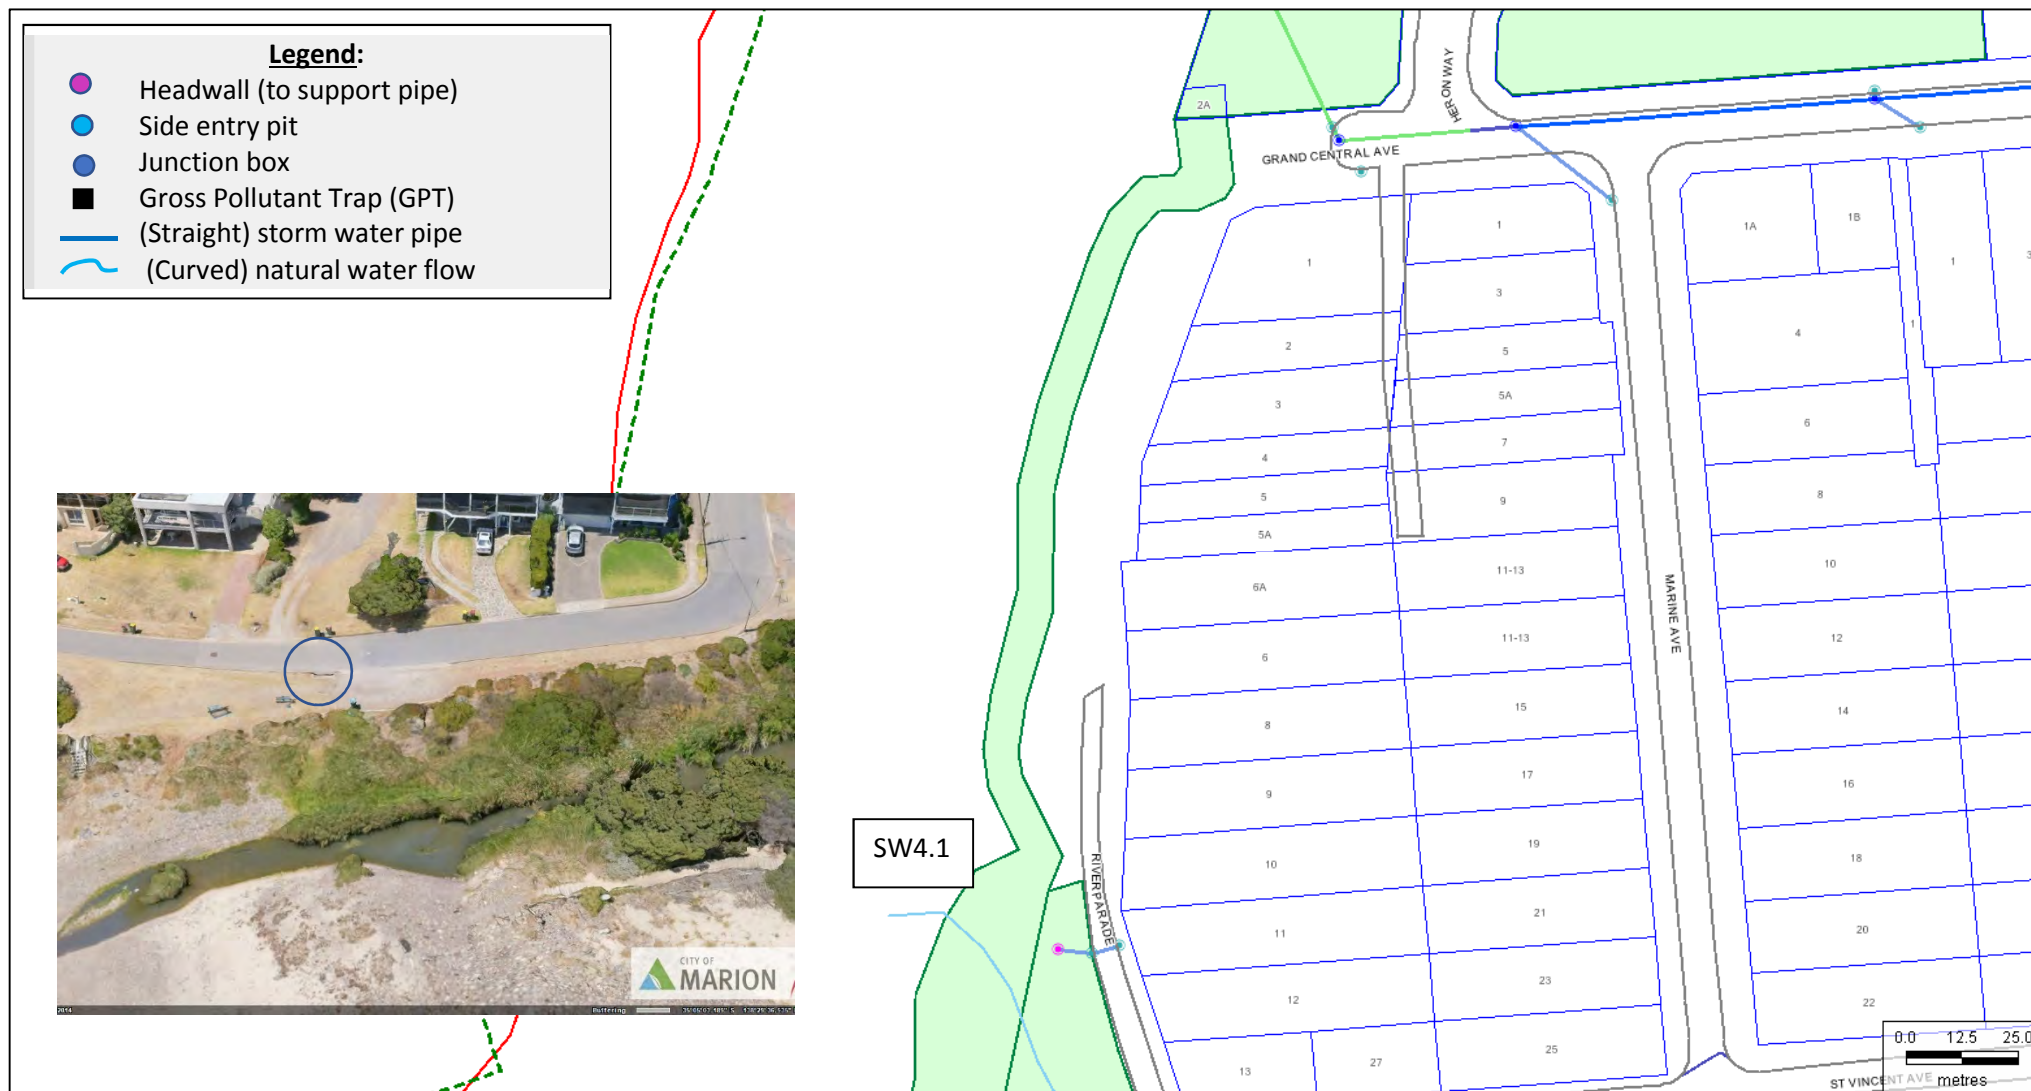 Legend:
Headwall (to support pipe)
Side entry pit
Junction box
Gross Pollutant Trap (GPT)
(Straight) storm water pipe
(Curved) natural water flow
2A
HERON WAY
GRAND CENTRAL AVE
1
1
1A
1B
1
3
3
2
4
1
5
3
5A
6
7
4
8
5
9
5A
10
6A
11-13
MARINE AVE
6
11-13
12
8
15
14
9
17
16
SW4.1
RIVER PARADE
10
19
18
11
21
20
12
23
22
13
27
25
0.0 12.5 25.0
metres
ST VINCENT AVE
CITY OF
MARION
2014